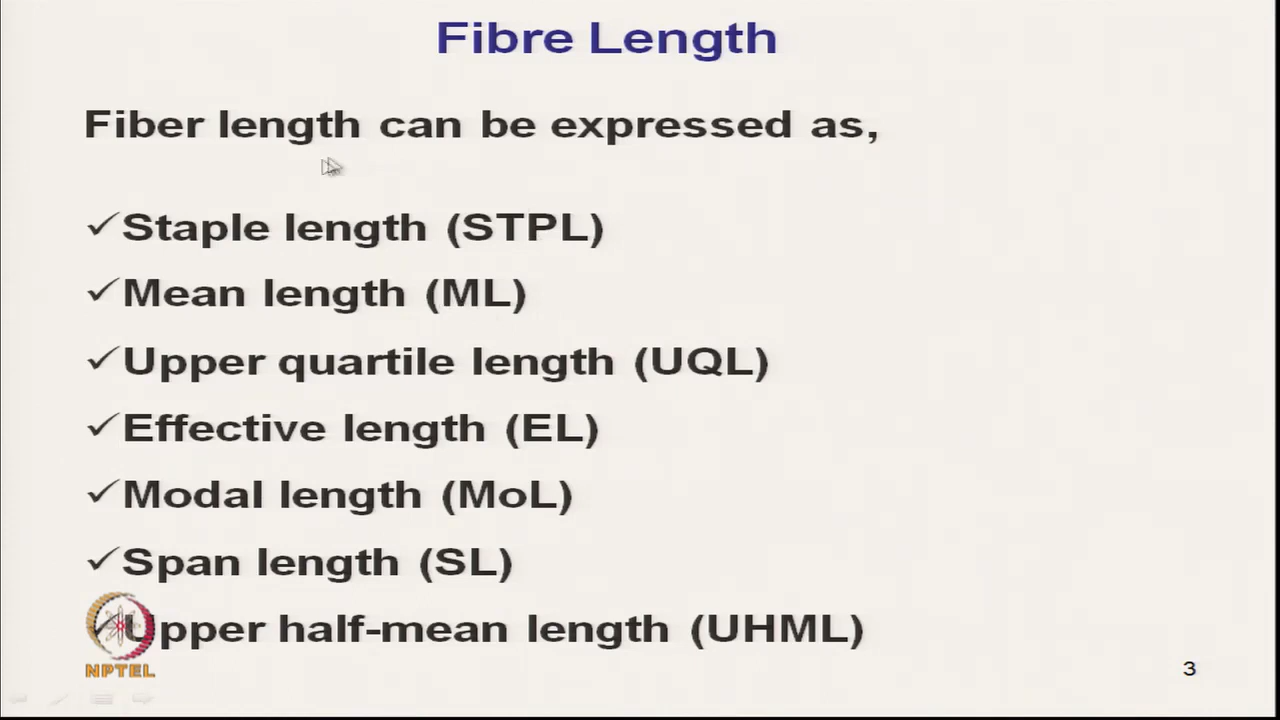 Fibre Length
Fiber length can be expressed as,
✓Staple length (STPL)
✓Mean length (ML)
✓Upper quartile length (UQL)
✓Effective length (EL)
✓Modal length (MoL)
✓Span length (SL)
✓Upper half-mean length (UHML)
NPTEL
3